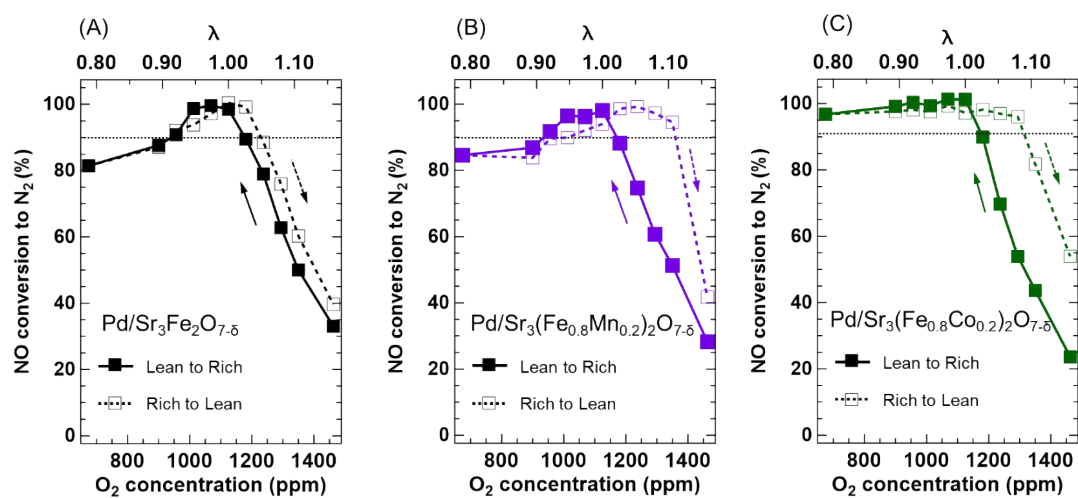 (A)
λ
0.80 0.90 1.00 1.10
NO conversion to N2 (%)
100
80
60
40
20
0
Pd/Sr3Fe2O7-δ
Lean to Rich
Rich to Lean
800 1000 1200 1400
O2 concentration (ppm)
(B)
λ
0.80 0.90 1.00 1.10
NO conversion to N2 (%)
100
80
60
40
20
0
Pd/Sr3(Fe0.8Mn0.2)2O7-δ
Lean to Rich
Rich to Lean
800 1000 1200 1400
O2 concentration (ppm)
(C)
λ
0.80 0.90 1.00 1.10
NO conversion to N2 (%)
100
80
60
40
20
0
Pd/Sr3(Fe0.8Co0.2)2O7-δ
Lean to Rich
Rich to Lean
800 1000 1200 1400
O2 concentration (ppm)